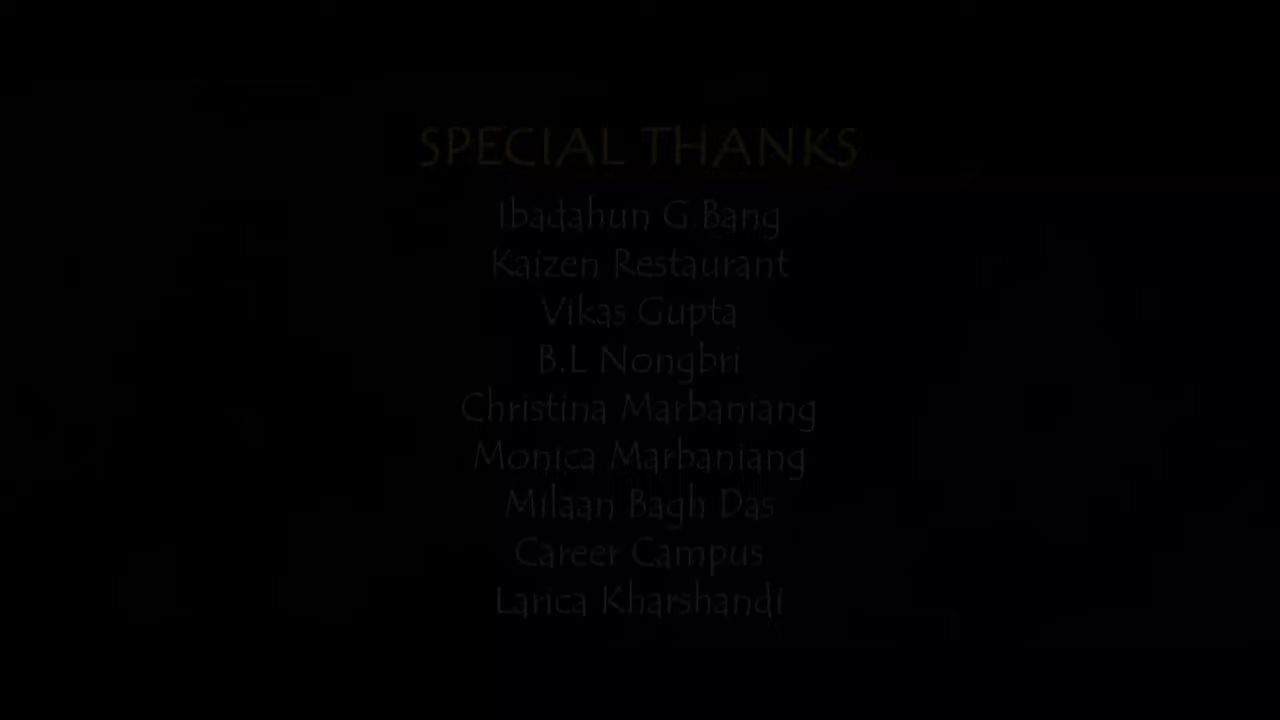 SPECIAL THANKS
Ibadahun G.Bang
Kaizen Restaurant
Vikas Gupta
B.L Nongbri
Christina Marbaniang
Monica Marbaniang
Milaan Bagh Das
Career Campus
Larica Kharshandi